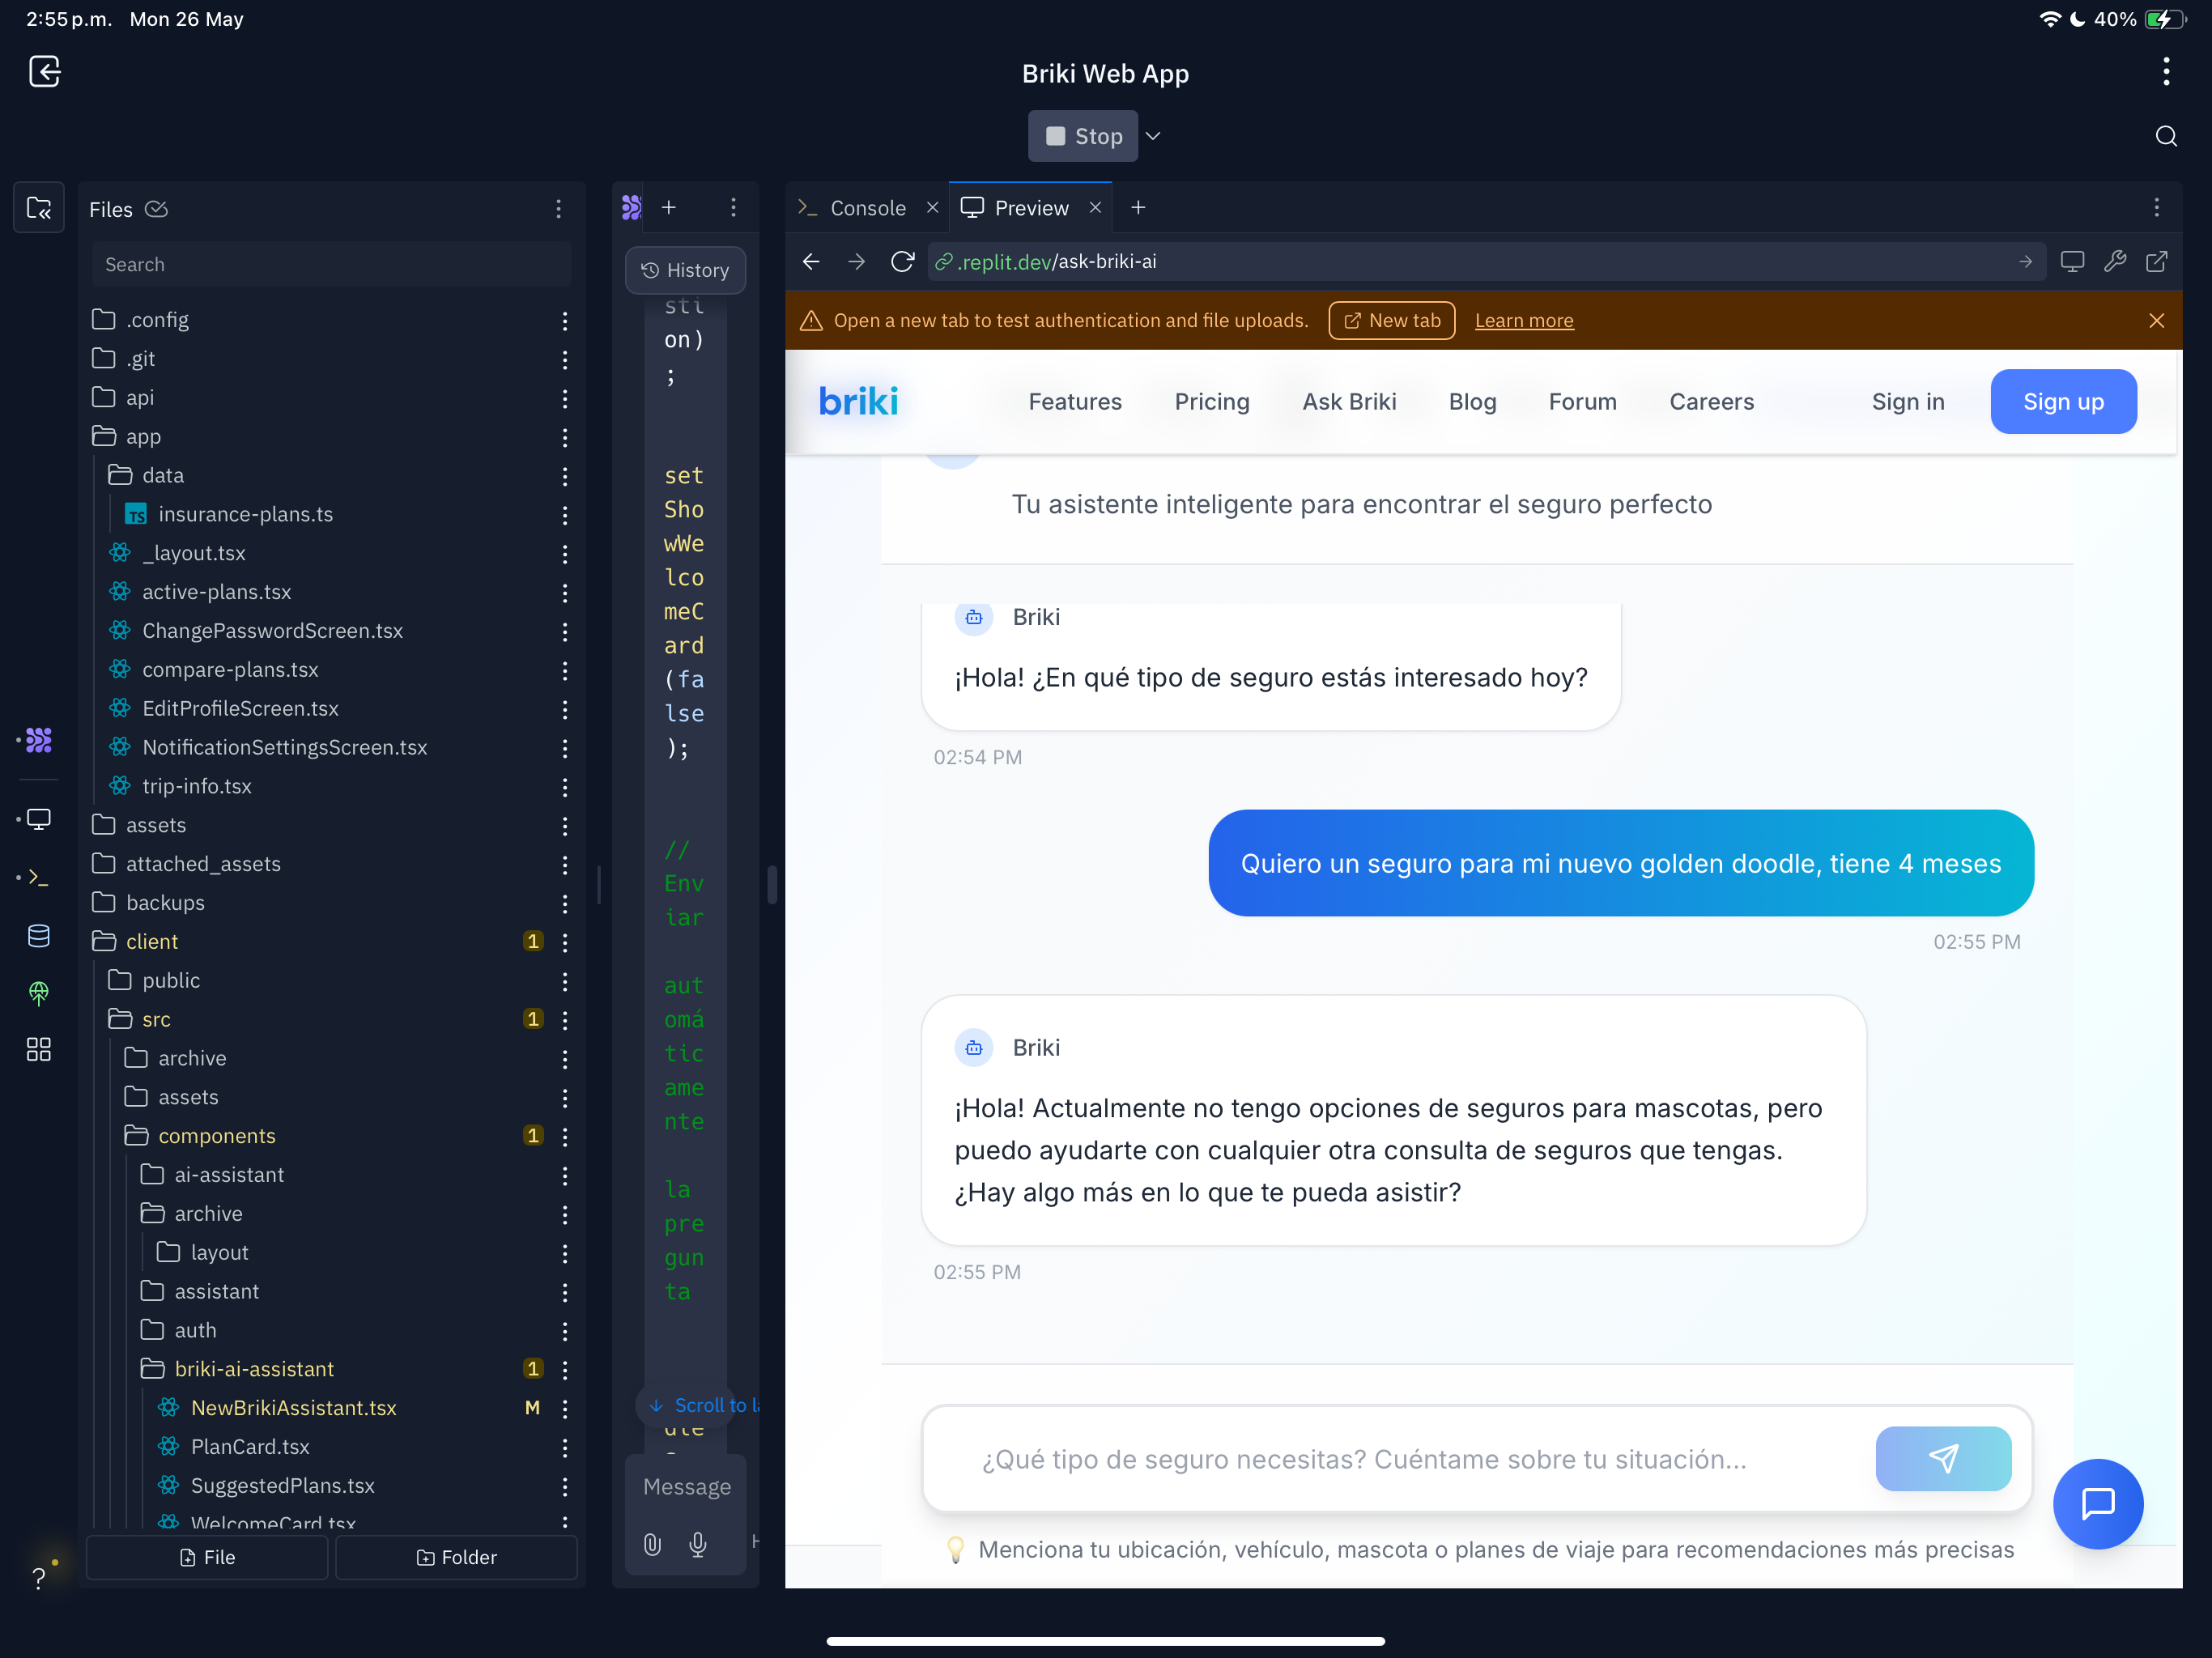 2:55 p.m. Mon 26 May
40%
Briki Web App
Stop
Files
Search
.config
.git
api
app
data
TS insurance-plans.ts
_layout.tsx
active-plans.tsx
ChangePasswordScreen.tsx
compare-plans.tsx
EditProfileScreen.tsx
NotificationSettingsScreen.tsx
trip-info.tsx
assets
attached_assets
backups
client 1
public
src 1
archive
assets
components 1
ai-assistant
archive
layout
assistant
auth
briki-ai-assistant 1
NewBrikiAssistant.tsx M
PlanCard.tsx
SuggestedPlans.tsx
WelcomeCard.tsx
File
Folder
?
History
sti
on)
;
set
Sho
wWe
lco
meC
ard
(fa
lse
);
//
Env
iar
aut
omá
tic
ame
nte
la
pre
gun
ta
Scroll to la
Message
Console
Preview
.replit.dev/ask-briki-ai
Open a new tab to test authentication and file uploads.
New tab
Learn more
briki
Features
Pricing
Ask Briki
Blog
Forum
Careers
Sign in
Sign up
Tu asistente inteligente para encontrar el seguro perfecto
Briki
¡Hola! ¿En qué tipo de seguro estás interesado hoy?
02:54 PM
Quiero un seguro para mi nuevo golden doodle, tiene 4 meses
02:55 PM
Briki
¡Hola! Actualmente no tengo opciones de seguros para mascotas, pero
puedo ayudarte con cualquier otra consulta de seguros que tengas.
¿Hay algo más en lo que te pueda asistir?
02:55 PM
¿Qué tipo de seguro necesitas? Cuéntame sobre tu situación...
Menciona tu ubicación, vehículo, mascota o planes de viaje para recomendaciones más precisas